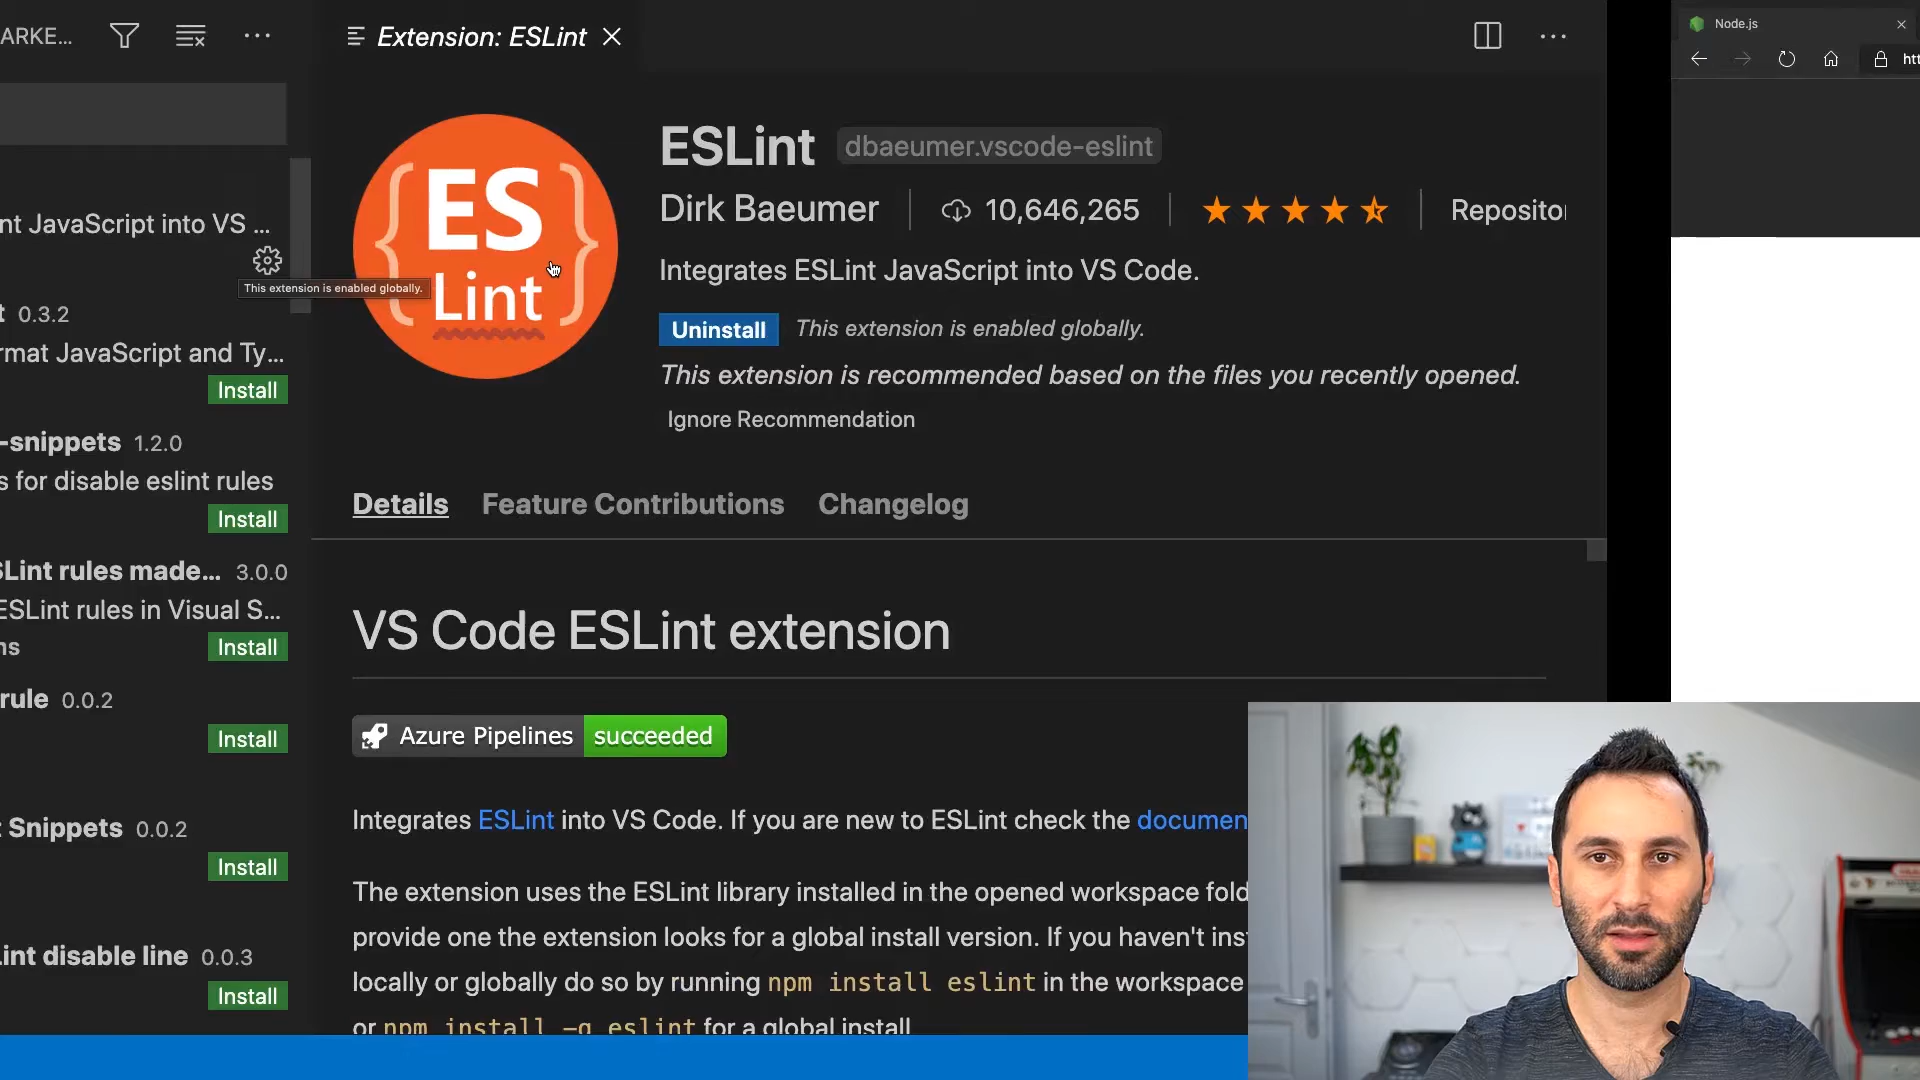 ARKE...
Extension: ESLint
Node.js
htt
ESLint dbaeumer.vscode-eslint
Dirk Baeumer 10,646,265 Repositor
Integrates ESLint JavaScript into VS Code.
Uninstall This extension is enabled globally.
This extension is recommended based on the files you recently opened.
Ignore Recommendation
{ES
Lint}
nt JavaScript into VS ...
This extension is enabled globally.
t 0.3.2
rmat JavaScript and Ty...
Install
-snippets 1.2.0
s for disable eslint rules
Install
SLint rules made... 3.0.0
ESLint rules in Visual S...
ns
Install
rule 0.0.2
Install
t Snippets 0.0.2
Install
Lint disable line 0.0.3
Install
Details Feature Contributions Changelog
VS Code ESLint extension
Azure Pipelines succeeded
Integrates ESLint into VS Code. If you are new to ESLint check the documen
The extension uses the ESLint library installed in the opened workspace fold
provide one the extension looks for a global install version. If you haven't ins
locally or globally do so by running npm install eslint in the workspace
or npm install -g eslint for a global install